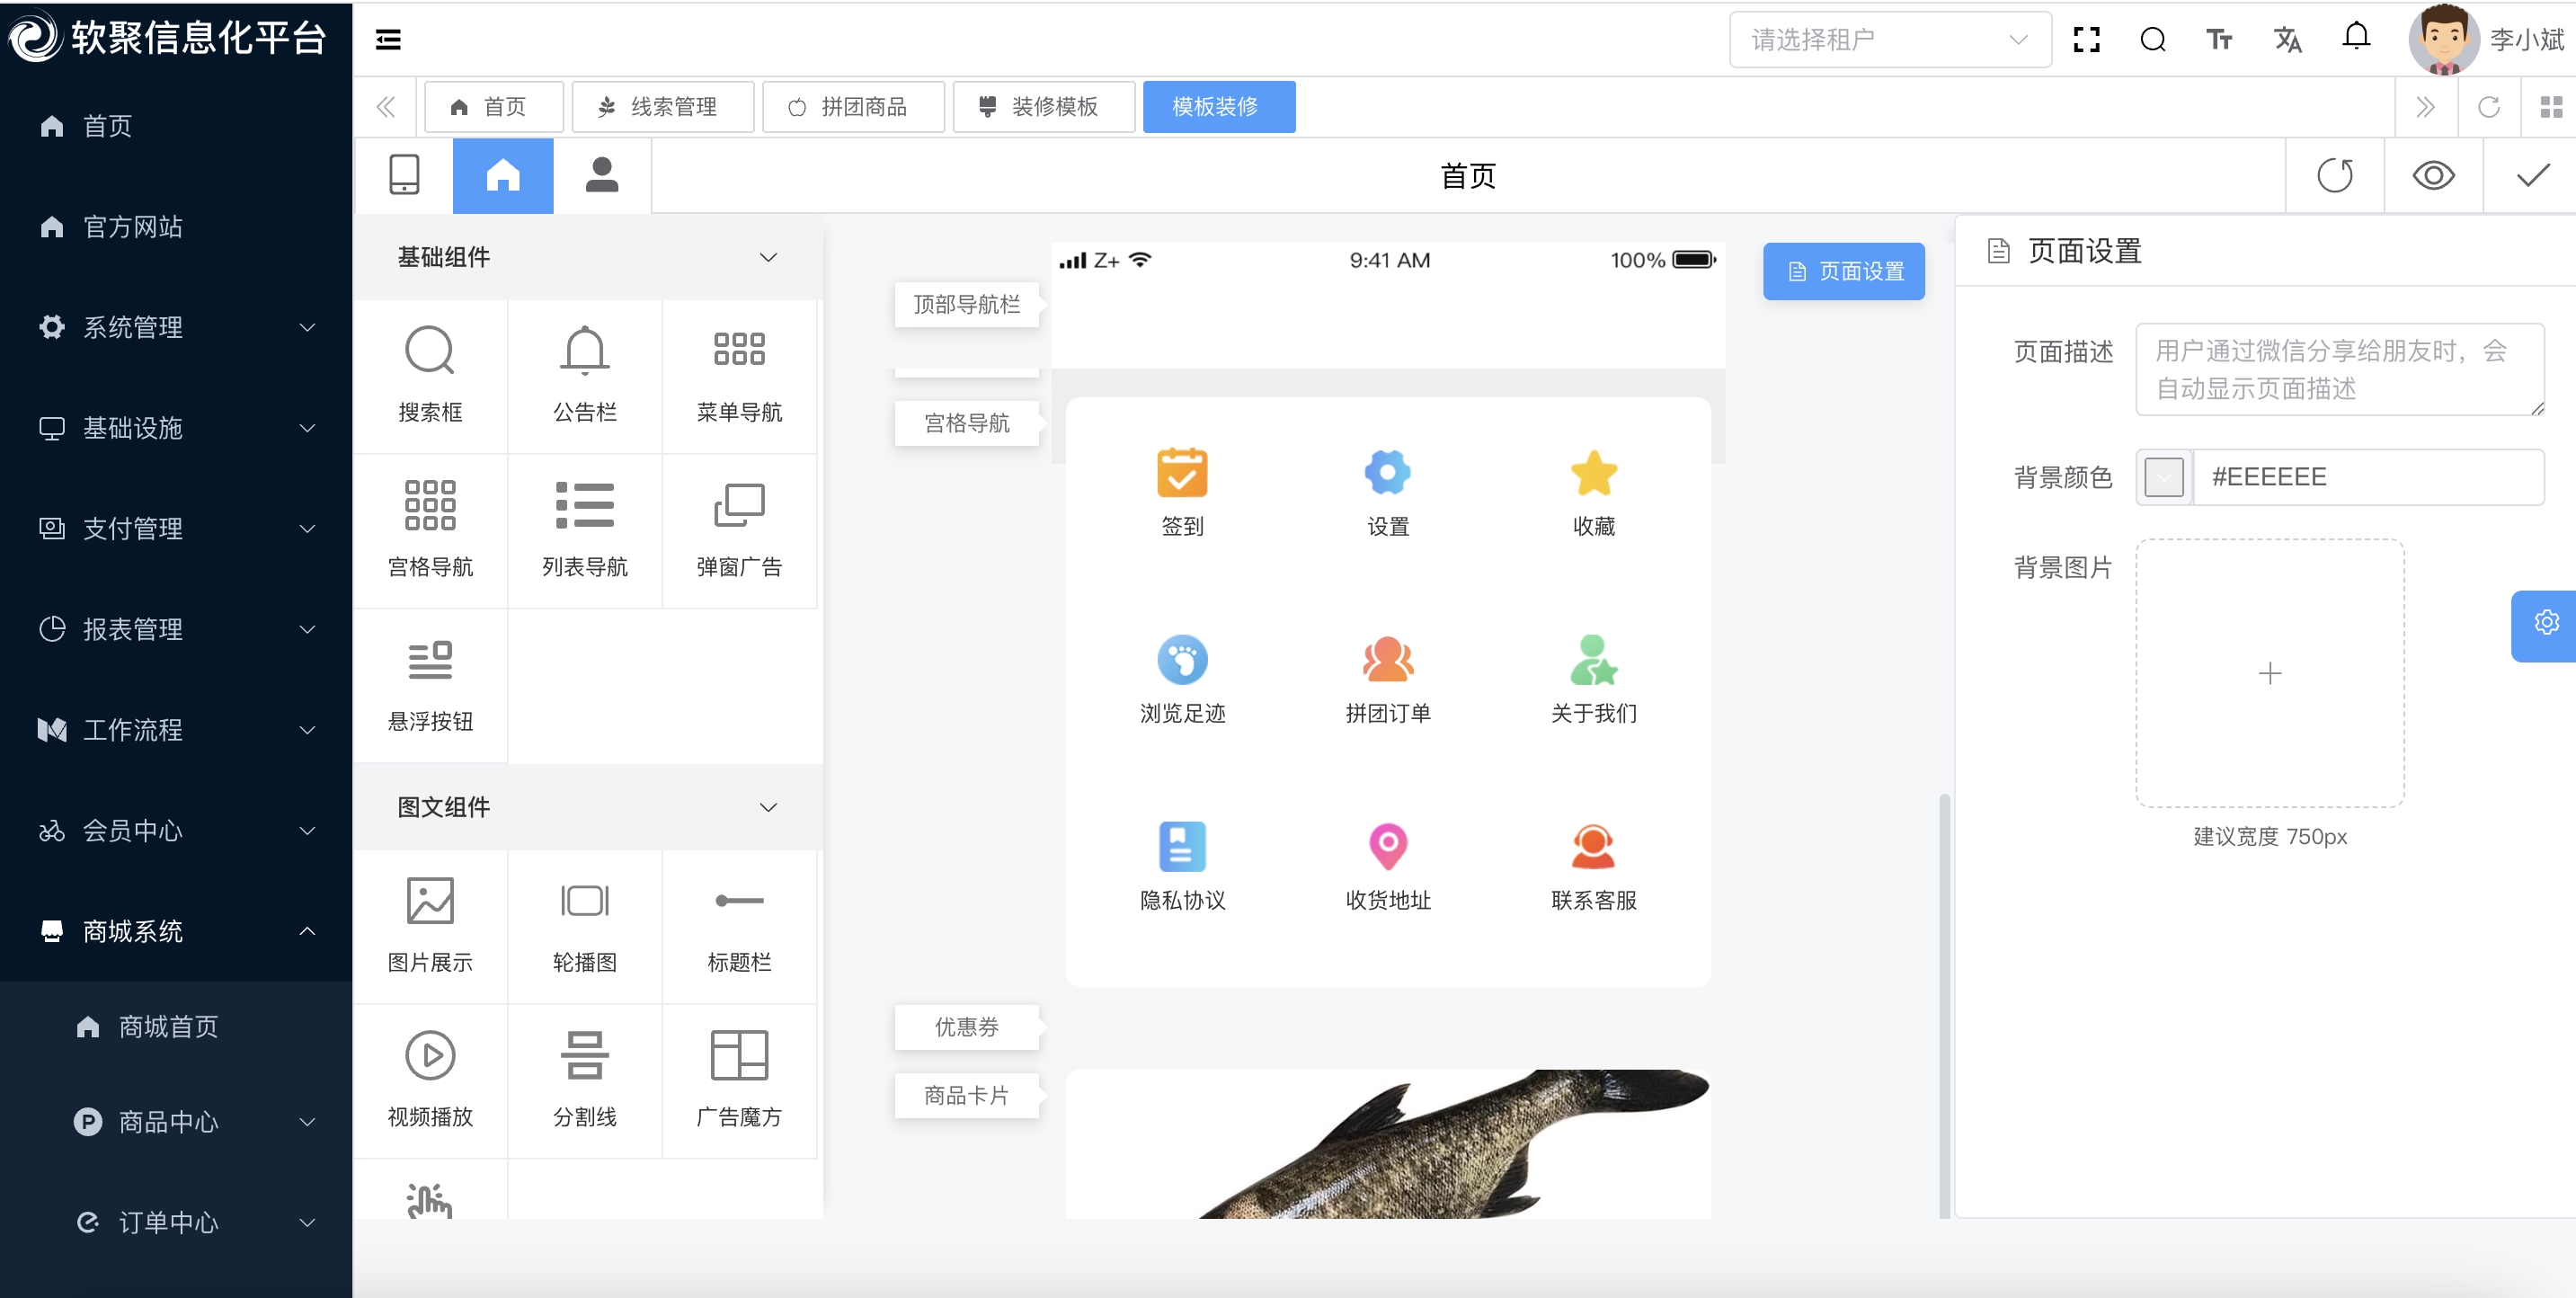 软聚信息化平台
请选择租户
李小斌
首页
线索管理
拼团商品
装修模板
模板装修
首页
官方网站
系统管理
基础设施
支付管理
报表管理
工作流程
会员中心
商城系统
商城首页
商品中心
订单中心
首页
基础组件
搜索框
公告栏
菜单导航
宫格导航
列表导航
弹窗广告
悬浮按钮
图文组件
图片展示
轮播图
标题栏
视频播放
分割线
广告魔方
顶部导航栏
宫格导航
优惠券
商品卡片
Z+
9:41 AM
100%
签到
设置
收藏
浏览足迹
拼团订单
关于我们
隐私协议
收货地址
联系客服
页面设置
页面设置
页面描述
用户通过微信分享给朋友时，会
自动显示页面描述
背景颜色
#EEEEEE
背景图片
建议宽度 750px